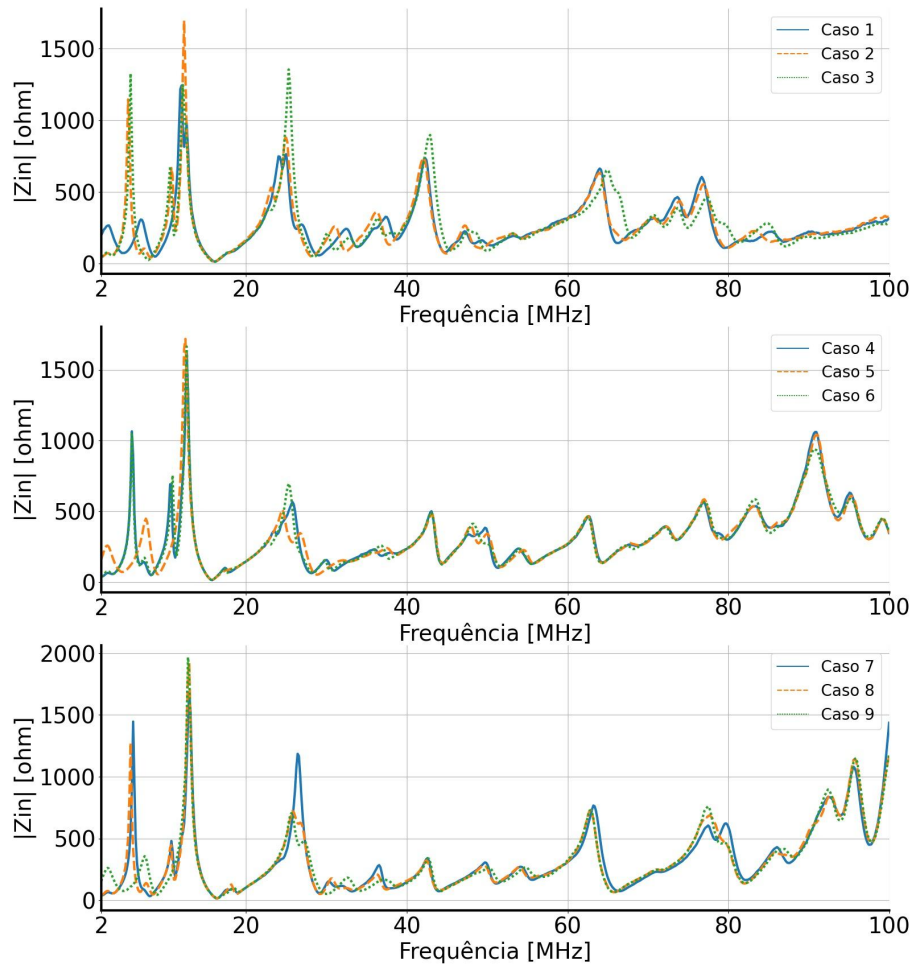 |Zin| [ohm]
1500
1000
500
0
Caso 1
Caso 2
Caso 3
2 20 40 60 80 100
Frequência [MHz]
|Zin| [ohm]
1500
1000
500
0
Caso 4
Caso 5
Caso 6
2 20 40 60 80 100
Frequência [MHz]
|Zin| [ohm]
2000
1500
1000
500
0
Caso 7
Caso 8
Caso 9
2 20 40 60 80 100
Frequência [MHz]